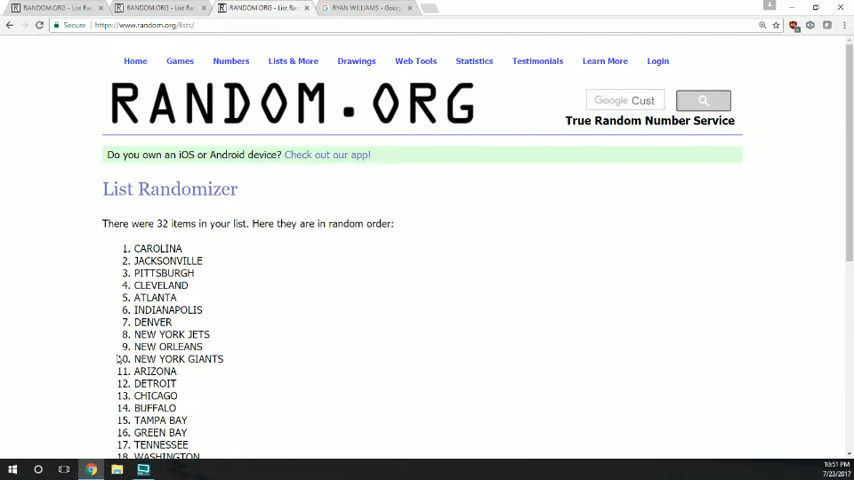 RANDOM.ORG - List Ra
RANDOM.ORG - List Ra
RANDOM.ORG - List Ra
RYAN WILLIAMS - Goog
Secure https://www.random.org/lists/
Home Games Numbers Lists & More Drawings Web Tools Statistics Testimonials Learn More Login
RANDOM.ORG
Google Cust
True Random Number Service
Do you own an iOS or Android device? Check out our app!
List Randomizer
There were 32 items in your list. Here they are in random order:
1. CAROLINA
2. JACKSONVILLE
3. PITTSBURGH
4. CLEVELAND
5. ATLANTA
6. INDIANAPOLIS
7. DENVER
8. NEW YORK JETS
9. NEW ORLEANS
10. NEW YORK GIANTS
11. ARIZONA
12. DETROIT
13. CHICAGO
14. BUFFALO
15. TAMPA BAY
16. GREEN BAY
17. TENNESSEE
18. WASHINGTON
10:51 PM
7/23/2017